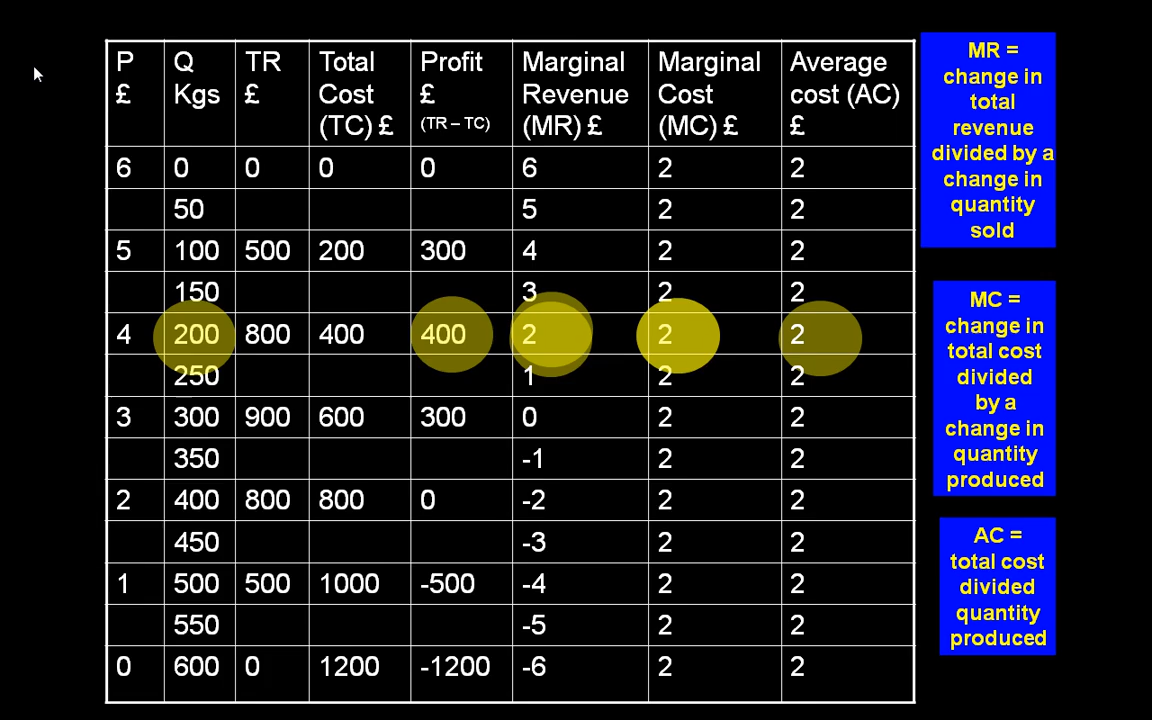 P Q TR Total Profit Marginal Marginal Average
£ Kgs £ Cost £ Revenue Cost cost (AC)
(TC) £ (TR – TC) (MR) £ (MC) £ £
6 0 0 0 0 6 2 2
50 5 2 2
5 100 500 200 300 4 2 2
150 3 2 2
4 200 800 400 400 2 2 2
250 1 2 2
3 300 900 600 300 0 2 2
350 -1 2 2
2 400 800 800 0 -2 2 2
450 -3 2 2
1 500 500 1000 -500 -4 2 2
550 -5 2 2
0 600 0 1200 -1200 -6 2 2
MR =
change in
total
revenue
divided by a
change in
quantity
sold
MC =
change in
total cost
divided
by a
change in
quantity
produced
AC =
total cost
divided
quantity
produced